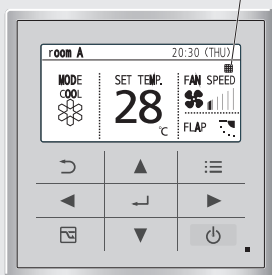 room A 20:30 (THU)
MODE SET TEMP. FAN SPEED
COOL
28
°C
FLAP